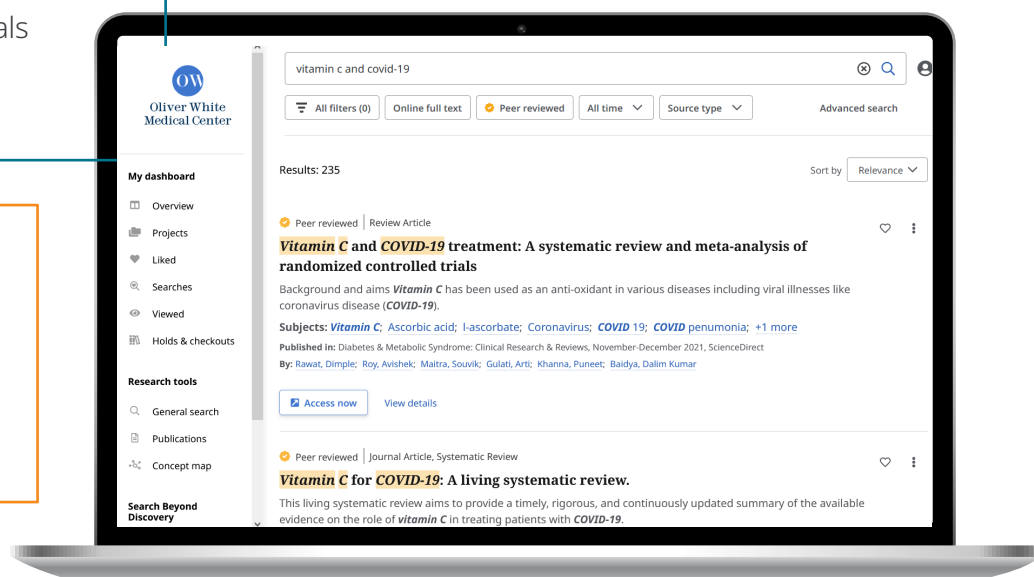 als
OW
Oliver White
Medical Center
My dashboard
Overview
Projects
Liked
Searches
Viewed
Holds & checkouts
Research tools
General search
Publications
Concept map
Search Beyond
Discovery
vitamin c and covid-19
All filters (0) Online full text Peer reviewed All time Source type Advanced search
Results: 235 Sort by Relevance
Peer reviewed Review Article
Vitamin C and COVID-19 treatment: A systematic review and meta-analysis of
randomized controlled trials
Background and aims Vitamin C has been used as an anti-oxidant in various diseases including viral illnesses like
coronavirus disease (COVID-19).
Subjects: Vitamin C; Ascorbic acid; l-ascorbate; Coronavirus; COVID 19; COVID penumonia; +1 more
Published in: Diabetes & Metabolic Syndrome: Clinical Research & Reviews, November-December 2021, ScienceDirect
By: Rawat, Dimple; Roy, Avishek; Maitra, Souvik; Gulati, Arti; Khanna, Puneet; Baidya, Dalim Kumar
Access now View details
Peer reviewed Journal Article, Systematic Review
Vitamin C for COVID-19: A living systematic review.
This living systematic review aims to provide a timely, rigorous, and continuously updated summary of the available
evidence on the role of vitamin C in treating patients with COVID-19.